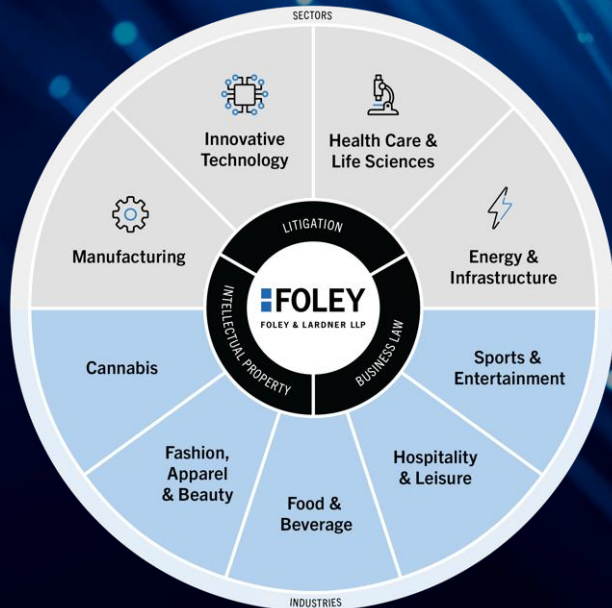 SECTORS
Innovative
Technology
Health Care &
Life Sciences
Manufacturing
Energy &
Infrastructure
LITIGATION
INTELLECTUAL PROPERTY
BUSINESS LAW
FOLEY
FOLEY & LARDNER LLP
Cannabis
Sports &
Entertainment
Fashion,
Apparel
& Beauty
Hospitality
& Leisure
Food &
Beverage
INDUSTRIES